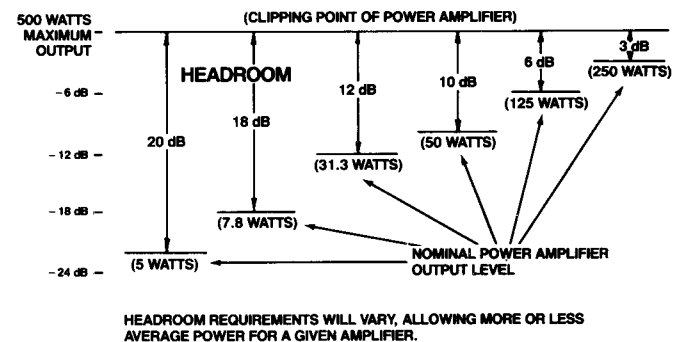 500 WATTS
MAXIMUM
OUTPUT
(CLIPPING POINT OF POWER AMPLIFIER)
HEADROOM
3 dB
(250 WATTS)
6 dB
(125 WATTS)
10 dB
(50 WATTS)
12 dB
(31.3 WATTS)
18 dB
(7.8 WATTS)
20 dB
(5 WATTS)
– 6 dB –
– 12 dB –
– 18 dB –
– 24 dB –
NOMINAL POWER AMPLIFIER
OUTPUT LEVEL
HEADROOM REQUIREMENTS WILL VARY, ALLOWING MORE OR LESS
AVERAGE POWER FOR A GIVEN AMPLIFIER.